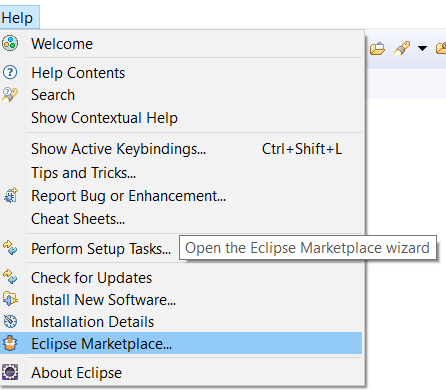 Help
Welcome
Help Contents
Search
Show Contextual Help
Show Active Keybindings... Ctrl+Shift+L
Tips and Tricks...
Report Bug or Enhancement...
Cheat Sheets...
Perform Setup Tasks...
Open the Eclipse Marketplace wizard
Check for Updates
Install New Software...
Installation Details
Eclipse Marketplace...
About Eclipse